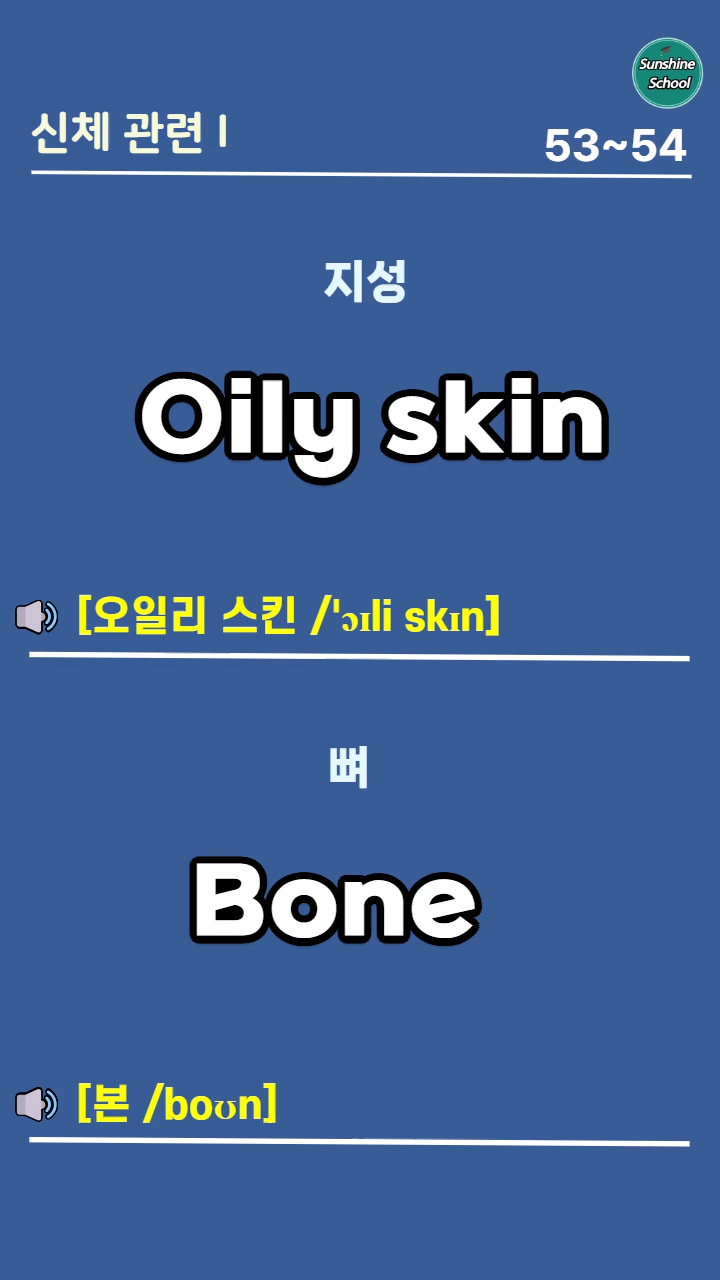 Sunshine
School
신체 관련 I
53~54
지성
Oily skin
[오일리 스킨 /'ɔɪli skɪn]
뼈
Bone
[본 /boʊn]